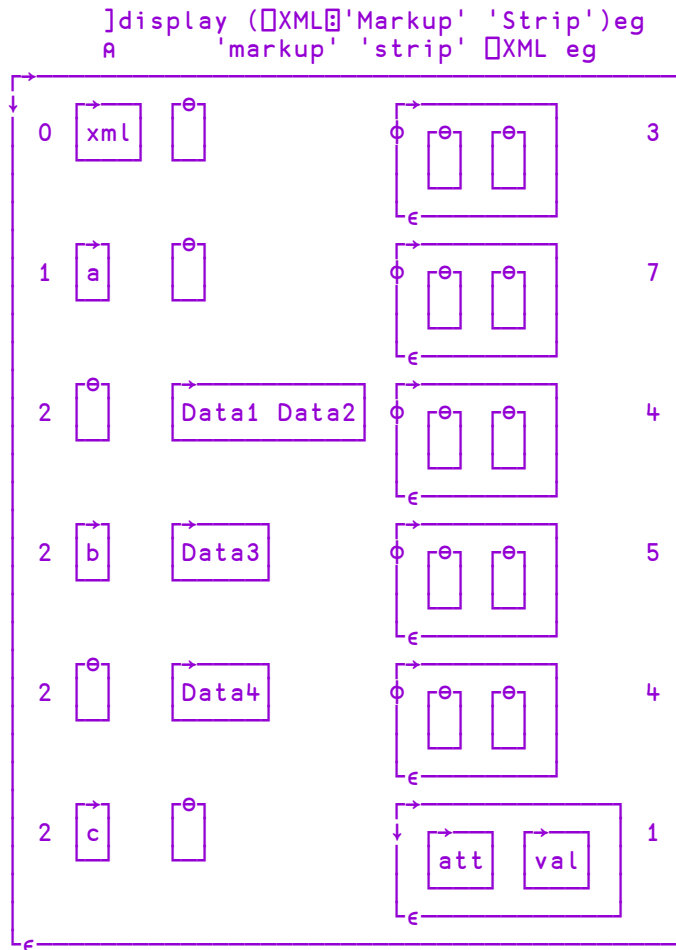 ]display (⎕XML⍠'Markup' 'Strip')eg
⍝ 'markup' 'strip' ⎕XML eg
┌→─────────────────────────────────────────
↓     ┌→──┐  ┌⊖┐            ┌→────────┐
│ 0   │xml│  │ │            ⌽ ┌⊖┐ ┌⊖┐ │     3
│     └───┘  └─┘            │ │ │ │ │ │
│                           │ └─┘ └─┘ │
│                           └∊────────┘
│     ┌→┐    ┌⊖┐            ┌→────────┐
│ 1   │a│    │ │            ⌽ ┌⊖┐ ┌⊖┐ │     7
│     └─┘    └─┘            │ │ │ │ │ │
│                           │ └─┘ └─┘ │
│                           └∊────────┘
│     ┌⊖┐    ┌→──────────┐  ┌→────────┐
│ 2   │ │    │Data1 Data2│  ⌽ ┌⊖┐ ┌⊖┐ │     4
│     └─┘    └───────────┘  │ │ │ │ │ │
│                           │ └─┘ └─┘ │
│                           └∊────────┘
│     ┌→┐    ┌→────┐        ┌→────────┐
│ 2   │b│    │Data3│        ⌽ ┌⊖┐ ┌⊖┐ │     5
│     └─┘    └─────┘        │ │ │ │ │ │
│                           │ └─┘ └─┘ │
│                           └∊────────┘
│     ┌⊖┐    ┌→────┐        ┌→────────┐
│ 2   │ │    │Data4│        ⌽ ┌⊖┐ ┌⊖┐ │     4
│     └─┘    └─────┘        │ │ │ │ │ │
│                           │ └─┘ └─┘ │
│                           └∊────────┘
│     ┌→┐    ┌⊖┐            ┌→────────────┐
│ 2   │c│    │ │            ↓ ┌→──┐ ┌→──┐ │ 1
│     └─┘    └─┘            │ │att│ │val│ │
│                           │ └───┘ └───┘ │
│                           └∊────────────┘
└∊─────────────────────────────────────────